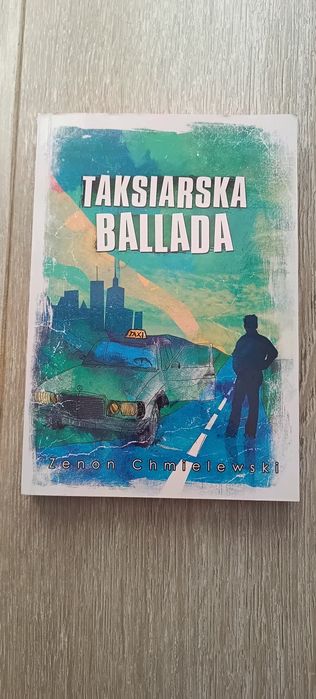 TAKSIARSKA
BALLADA
TAXI
Zenon Chmielewski